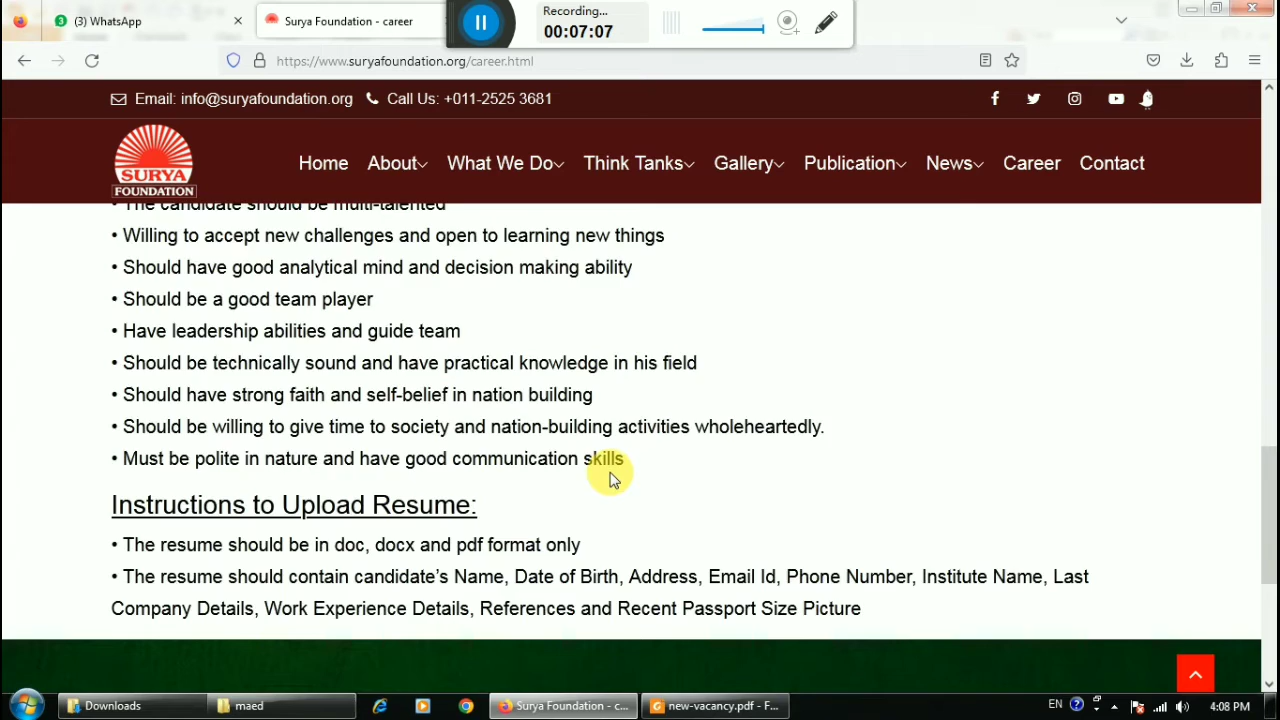 (3) WhatsApp
3
Surya Foundation - career
Recording...
00:07:07
https://www.suryafoundation.org/career.html
Email: info@suryafoundation.org
Call Us: +011-2525 3681
SURYA
FOUNDATION
Home About What We Do Think Tanks Gallery Publication News Career Contact
• The candidate should be multi-talented
• Willing to accept new challenges and open to learning new things
• Should have good analytical mind and decision making ability
• Should be a good team player
• Have leadership abilities and guide team
• Should be technically sound and have practical knowledge in his field
• Should have strong faith and self-belief in nation building
• Should be willing to give time to society and nation-building activities wholeheartedly.
• Must be polite in nature and have good communication skills
Instructions to Upload Resume:
• The resume should be in doc, docx and pdf format only
• The resume should contain candidate’s Name, Date of Birth, Address, Email Id, Phone Number, Institute Name, Last
Company Details, Work Experience Details, References and Recent Passport Size Picture
Downloads
maed
Surya Foundation - c...
new-vacancy.pdf - F...
EN
4:08 PM